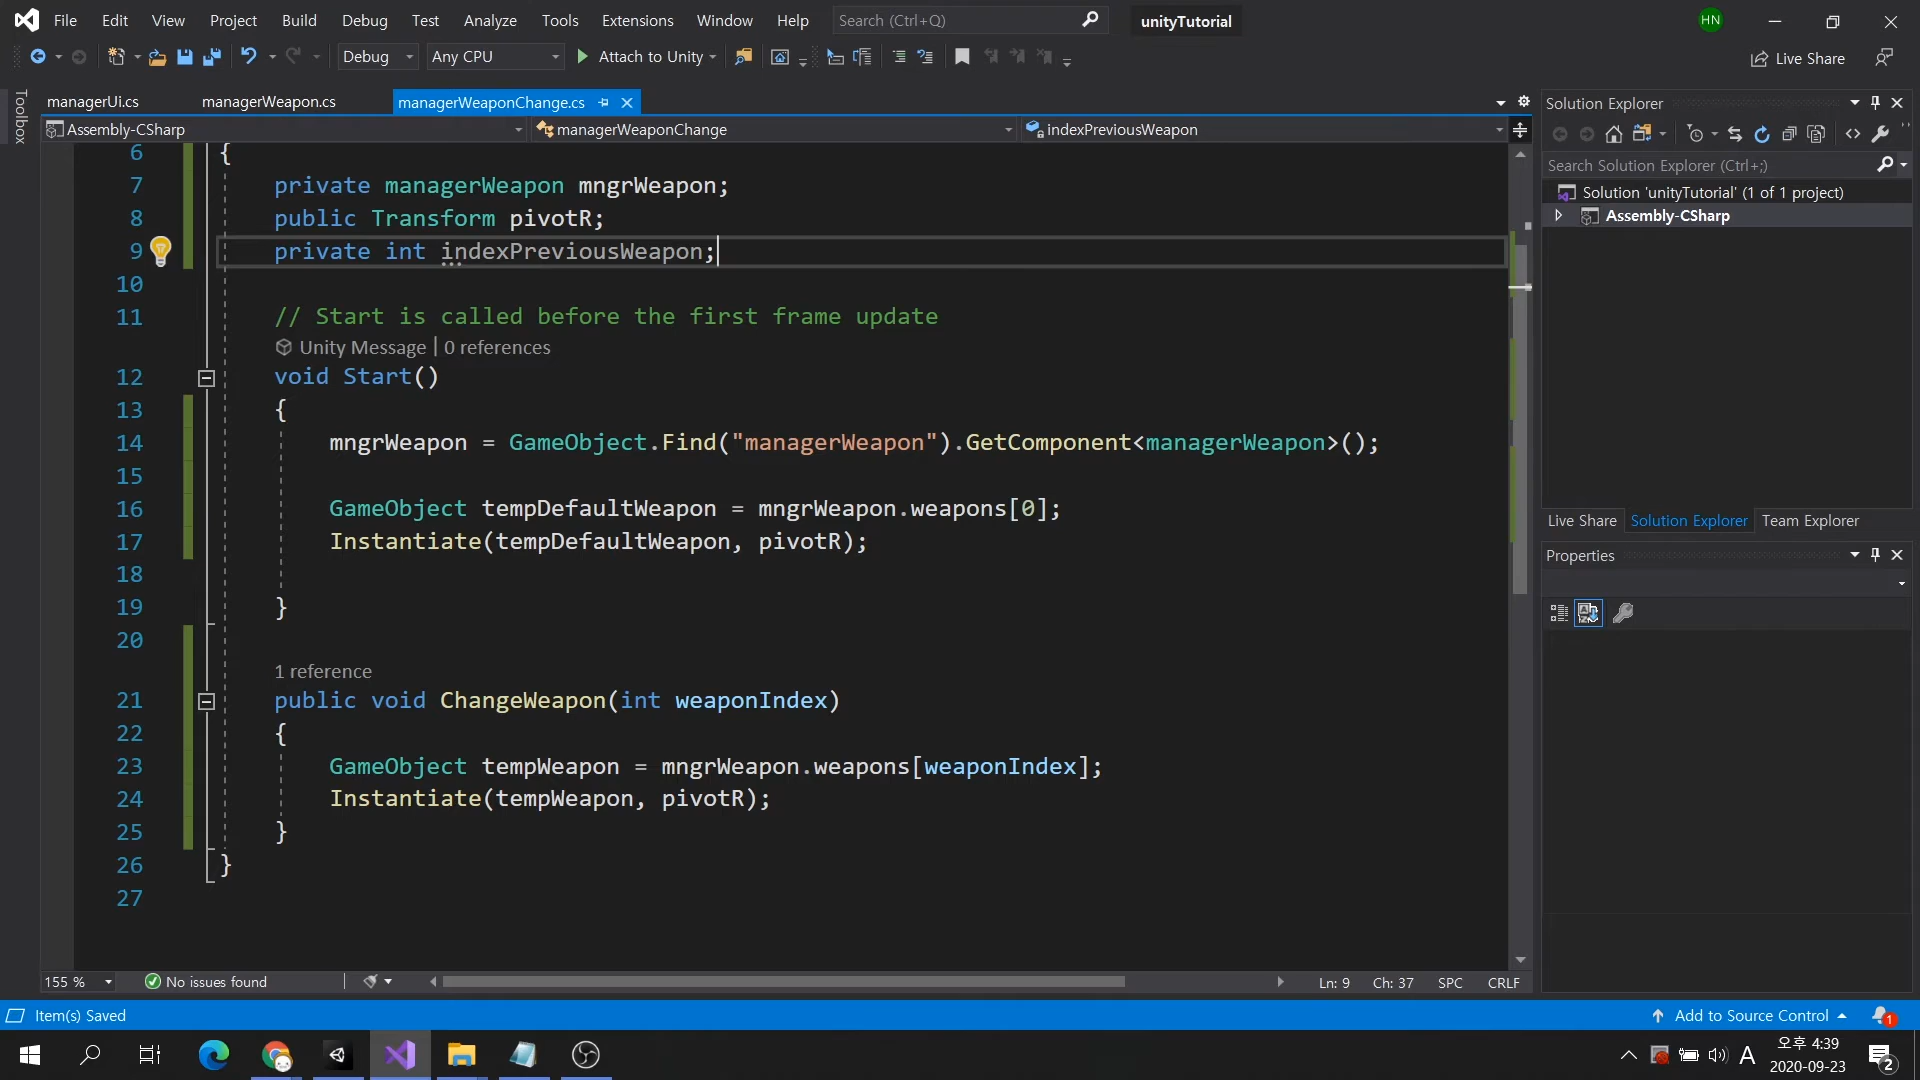 File Edit View Project Build Debug Test Analyze Tools Extensions Window Help Search (Ctrl+Q) unityTutorial HN
Debug Any CPU Attach to Unity Live Share
Toolbox
managerUi.cs managerWeapon.cs managerWeaponChange.cs
Assembly-CSharp managerWeaponChange indexPreviousWeapon
6 {
7 private managerWeapon mngrWeapon;
8 public Transform pivotR;
9 private int indexPreviousWeapon;
10
11 // Start is called before the first frame update
Unity Message | 0 references
12 void Start()
13 {
14 mngrWeapon = GameObject.Find("managerWeapon").GetComponent<managerWeapon>();
15
16 GameObject tempDefaultWeapon = mngrWeapon.weapons[0];
17 Instantiate(tempDefaultWeapon, pivotR);
18
19 }
20
1 reference
21 public void ChangeWeapon(int weaponIndex)
22 {
23 GameObject tempWeapon = mngrWeapon.weapons[weaponIndex];
24 Instantiate(tempWeapon, pivotR);
25 }
26 }
27
155 % No issues found Ln: 9 Ch: 37 SPC CRLF
Solution Explorer
Search Solution Explorer (Ctrl+;)
Solution 'unityTutorial' (1 of 1 project)
Assembly-CSharp
Live Share Solution Explorer Team Explorer
Properties
Item(s) Saved Add to Source Control 1
A 오후 4:39
2020-09-23 2